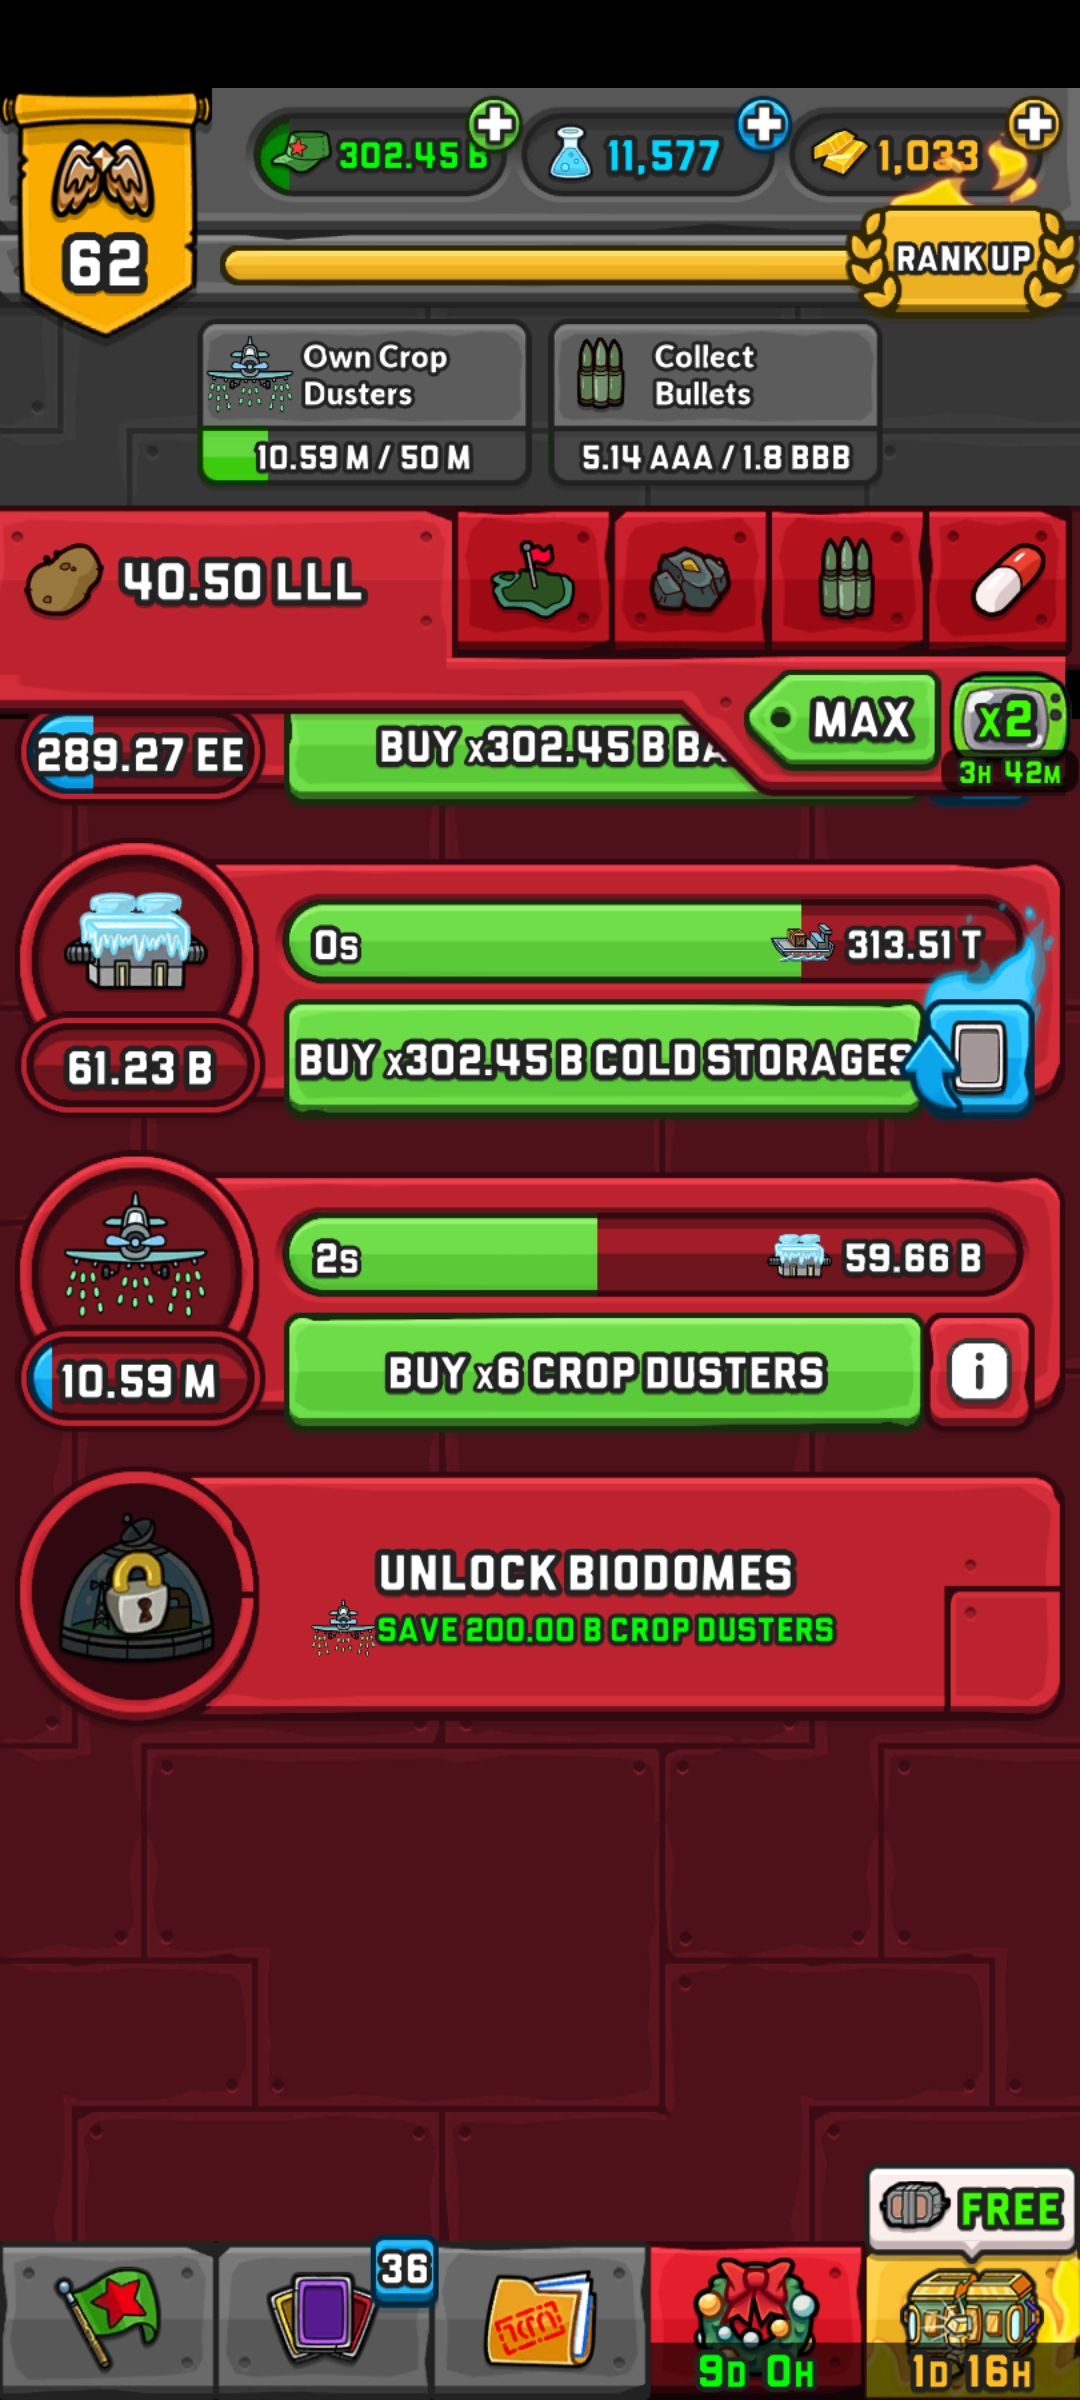 302.45 B
11,577
1,033
62
RANK UP
Own Crop
Dusters
10.59 M / 50 M
Collect
Bullets
5.14 AAA / 1.8 BBB
40.50 LLL
MAX
x2
3H 42M
289.27 EE
BUY x302.45 B BA
0s
313.51 T
61.23 B
BUY x302.45 B COLD STORAGES
2s
59.66 B
10.59 M
BUY x6 CROP DUSTERS
i
UNLOCK BIODOMES
SAVE 200.00 B CROP DUSTERS
FREE
36
9D 0H
1D 16H